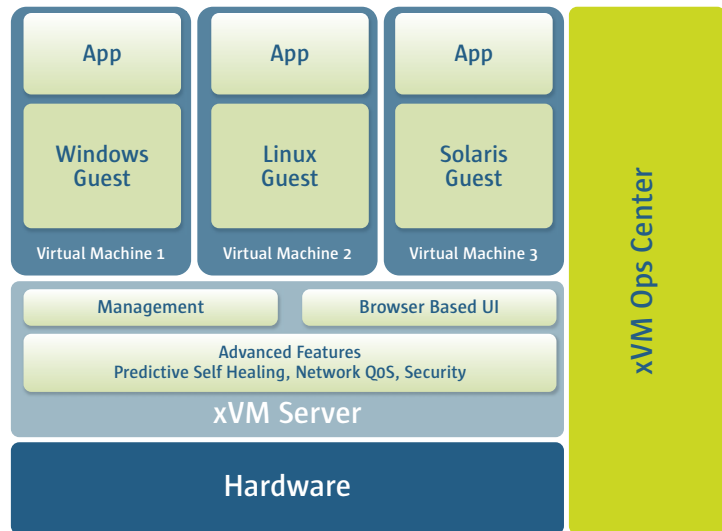 App
App
App
Windows
Guest
Linux
Guest
Solaris
Guest
Virtual Machine 1
Virtual Machine 2
Virtual Machine 3
Management
Browser Based UI
Advanced Features
Predictive Self Healing, Network QoS, Security
xVM Server
Hardware
xVM Ops Center